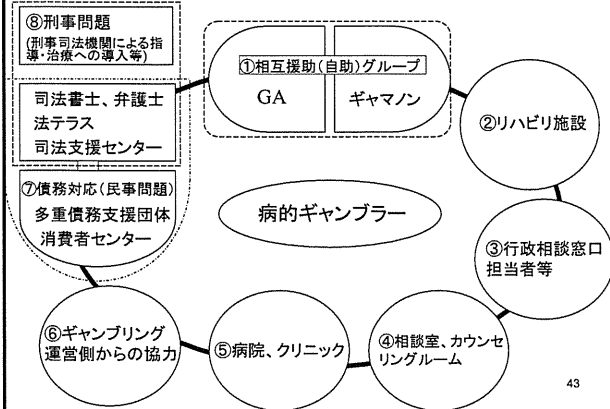 ⑧刑事問題
(刑事司法機関による指
導・治療への導入等)
司法書士、弁護士
法テラス
司法支援センター
⑦債務対応(民事問題)
多重債務支援団体
消費者センター
①相互援助(自助)グループ
GA
ギャマノン
②リハビリ施設
病的ギャンブラー
③行政相談窓口
担当者等
④相談室、カウンセ
リングルーム
⑤病院、クリニック
⑥ギャンブリング
運営側からの協力
43